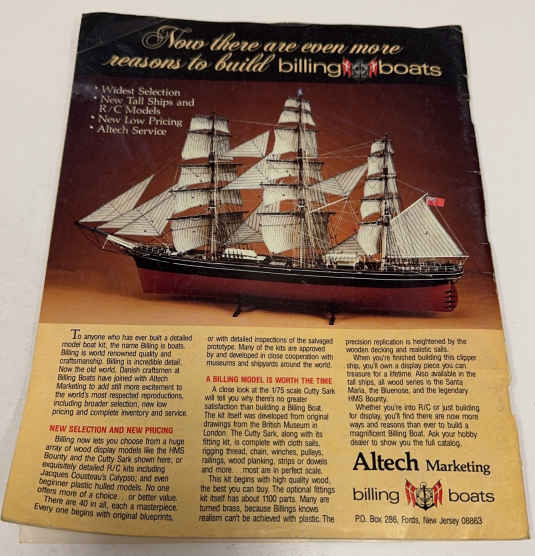 Now there are even more
reasons to build billing boats
• Widest Selection
• New Tall Ships and
R/C Models
• New Low Pricing
• Altech Service
To anyone who has ever built a detailed
model boat kit, the name Billing is boats.
Billing is world renowned quality and
craftsmanship. Billing is incredible detail.
Now the old world, Danish craftsmen at
Billing Boats have joined with Altech
Marketing to add still more excitement to
the world's most respected reproductions,
including broader selection, new low
pricing and complete inventory and service.
NEW SELECTION AND NEW PRICING
Billing now lets you choose from a huge
array of wood display models like the HMS
Bounty and the Cutty Sark shown here; or
exquisitely detailed R/C kits including
Jacques Cousteau's Calypso; and even
beginner plastic hulled models. No one
offers more of a choice. . .or better value.
There are 40 in all, each a masterpiece.
Every one begins with original blueprints,
or with detailed inspections of the salvaged
prototype. Many of the kits are approved
by and developed in close cooperation with
museums and shipyards around the world.
A BILLING MODEL IS WORTH THE TIME
A close look at the 1/75 scale Cutty Sark
will tell you why there's no greater
satisfaction than building a Billing Boat.
The kit itself was developed from original
drawings from the British Museum in
London. The Cutty Sark, along with its
fitting kit, is complete with cloth sails,
rigging thread, chain, winches, pulleys,
railings, wood planking, strips or dowels
and more. . .most are in perfect scale.
This kit begins with high quality wood,
the best you can buy. The optional fittings
kit itself has about 1100 parts. Many are
turned brass, because Billings knows
realism can't be achieved with plastic. The
precision replication is heightened by the
wooden decking and realistic sails.
When you're finished building this clipper
ship, you'll own a display piece you can
treasure for a lifetime. Also available in the
tall ships, all wood series is the Santa
Maria, the Bluenose, and the legendary
HMS Bounty.
Whether you're into R/C or just building
for display, you'll find there are now more
ways and reasons than ever to build a
magnificent Billing Boat. Ask your hobby
dealer to show you the full catalog.
Altech Marketing
billing boats
P.O. Box 286, Fords, New Jersey 08863